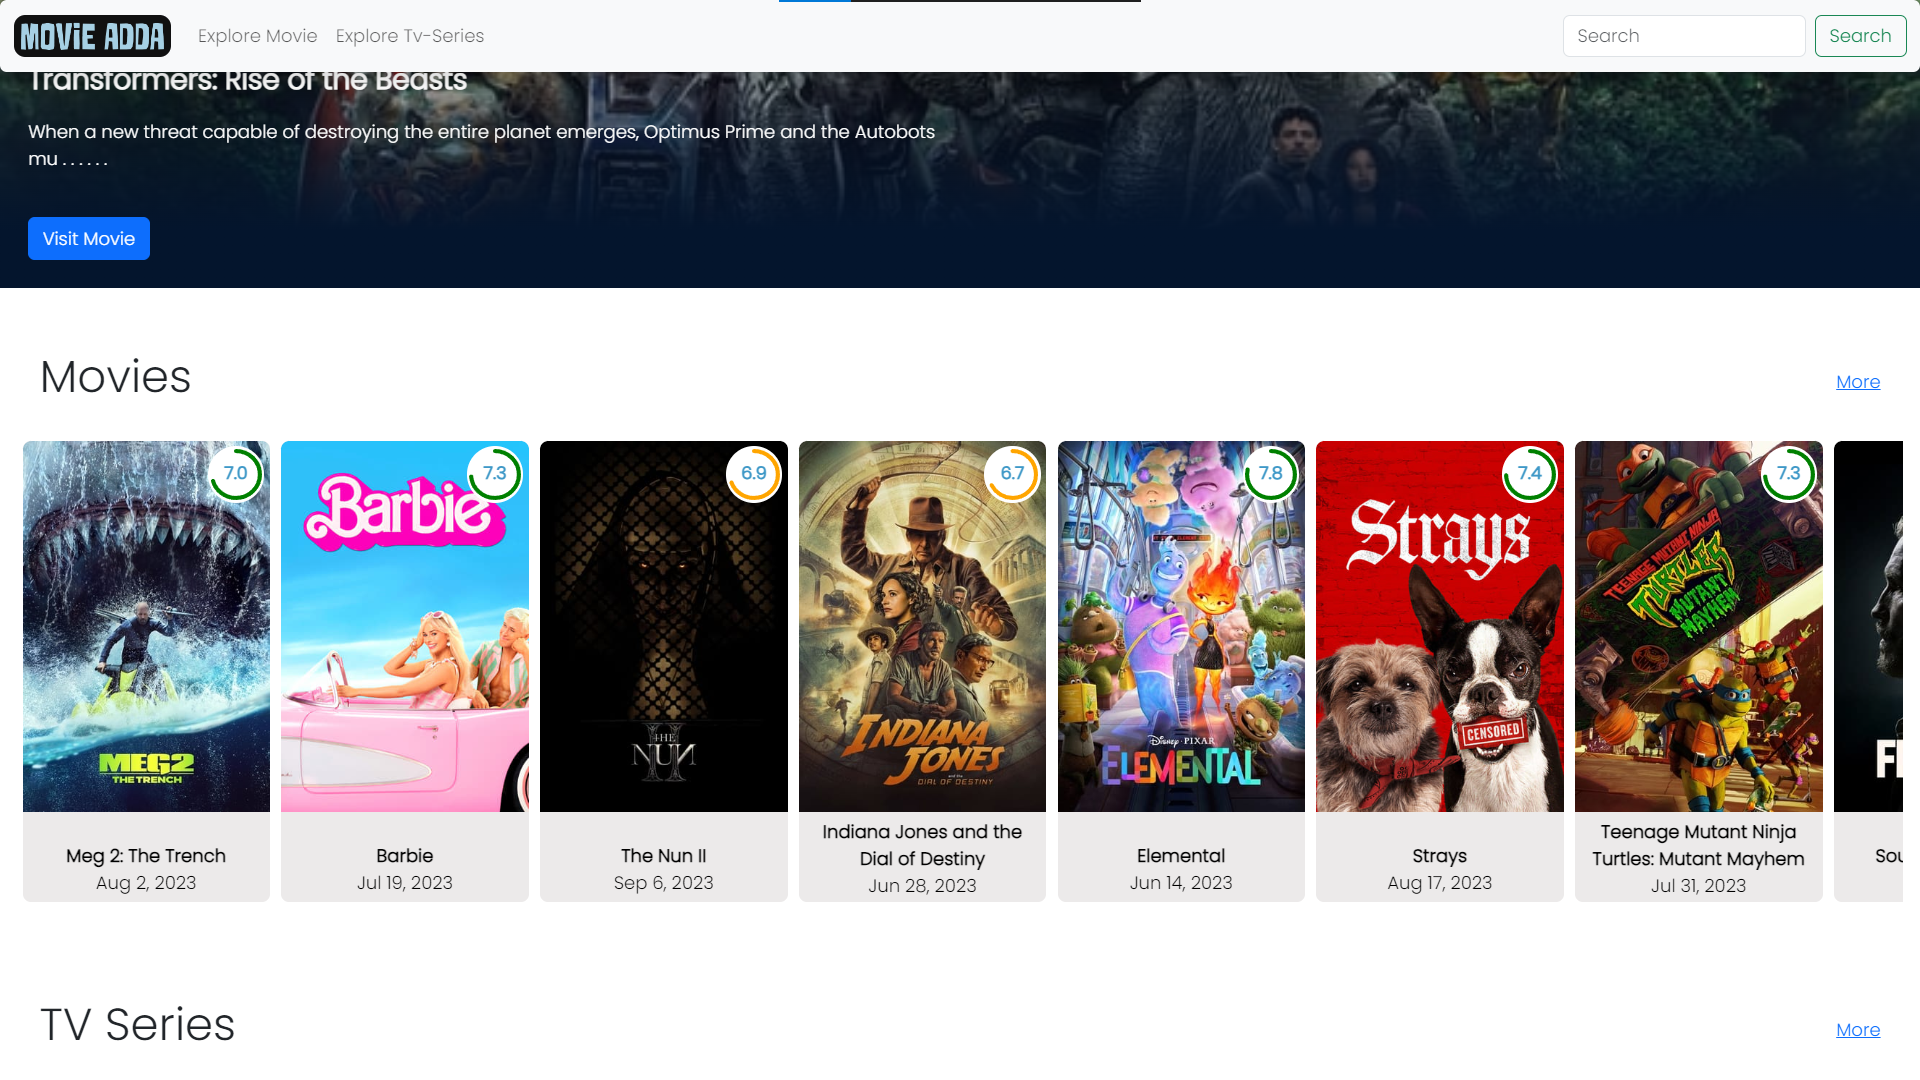 MOViE ADDA
Explore Movie
Explore Tv-Series
Search
Search
Transformers: Rise of the Beasts
When a new threat capable of destroying the entire planet emerges, Optimus Prime and the Autobots
mu . . . . . .
Visit Movie
Movies
More
7.0
MEG2
THE TRENCH
Meg 2: The Trench
Aug 2, 2023
7.3
Barbie
Barbie
Jul 19, 2023
6.9
THE
NUN
II
The Nun II
Sep 6, 2023
6.7
INDIANA
JONES
and the
DIAL OF DESTINY
Indiana Jones and the
Dial of Destiny
Jun 28, 2023
7.8
Disney · PIXAR
ELEMENTAL
Elemental
Jun 14, 2023
7.4
Strays
CENSORED
Strays
Aug 17, 2023
7.3
TEENAGE MUTANT NINJA
TURTLES
MUTANT
MAYHEM
Teenage Mutant Ninja
Turtles: Mutant Mayhem
Jul 31, 2023
F
Sou
TV Series
More